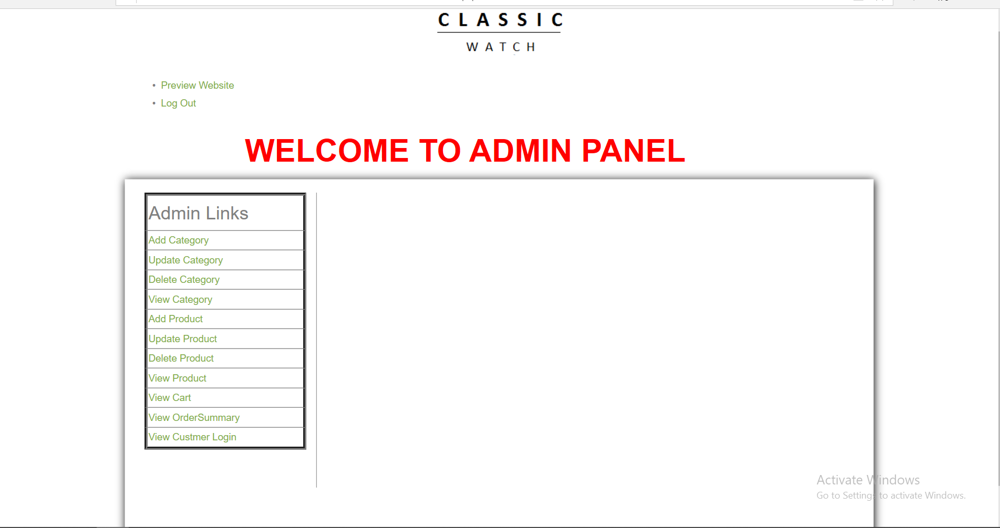 CLASSIC
WATCH
• Preview Website
• Log Out
WELCOME TO ADMIN PANEL
Admin Links
Add Category
Update Category
Delete Category
View Category
Add Product
Update Product
Delete Product
View Product
View Cart
View OrderSummary
View Custmer Login
Activate Windows
Go to Settings to activate Windows.